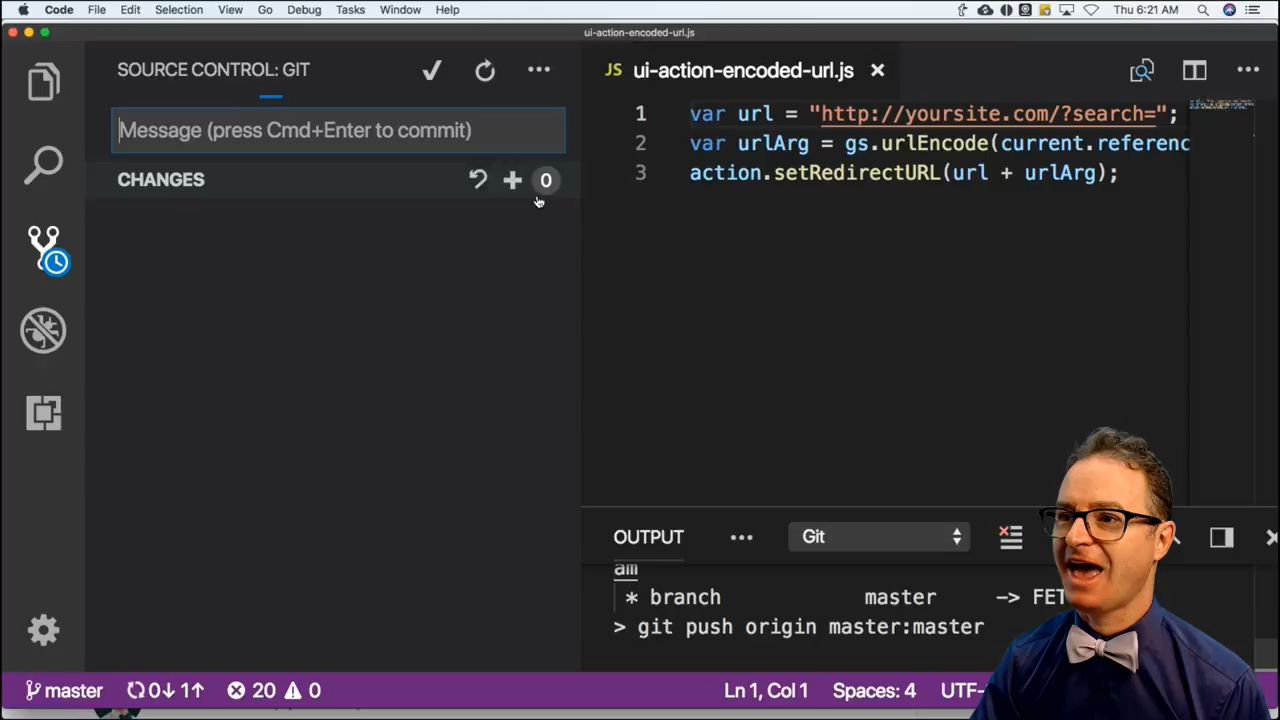 Code File Edit Selection View Go Debug Tasks Window Help Thu 6:21 AM
ui-action-encoded-url.js
SOURCE CONTROL: GIT
Message (press Cmd+Enter to commit)
CHANGES 0
JS ui-action-encoded-url.js
1 var url = "http://yoursite.com/?search=";
2 var urlArg = gs.urlEncode(current.referenc
3 action.setRedirectURL(url + urlArg);
OUTPUT Git
am
* branch master -> FET
> git push origin master:master
master 0↓ 1↑ 20 0 Ln 1, Col 1 Spaces: 4 UTF-